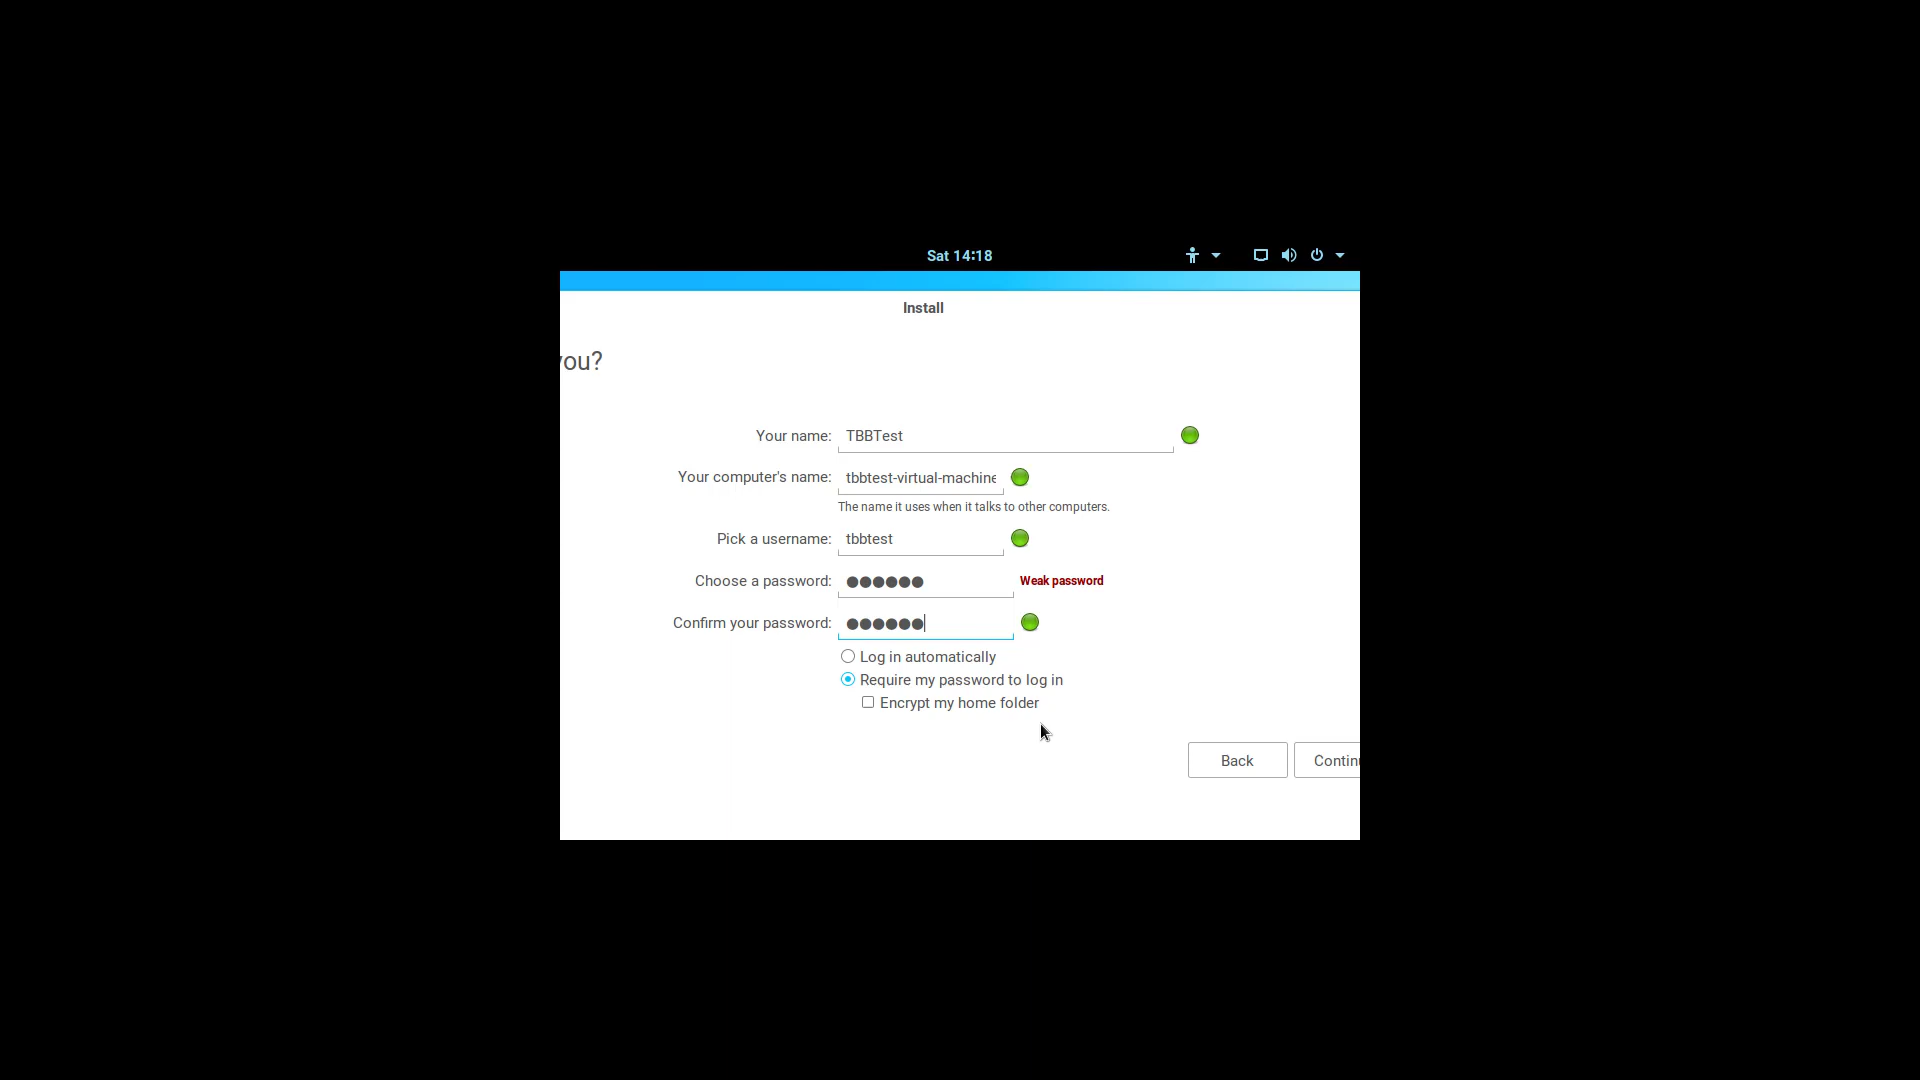 Sat 14:18
Install
you?
Your name: TBBTest
Your computer's name: tbbtest-virtual-machine
The name it uses when it talks to other computers.
Pick a username: tbbtest
Choose a password: ●●●●●● Weak password
Confirm your password: ●●●●●●
Log in automatically
Require my password to log in
Encrypt my home folder
Back Contin